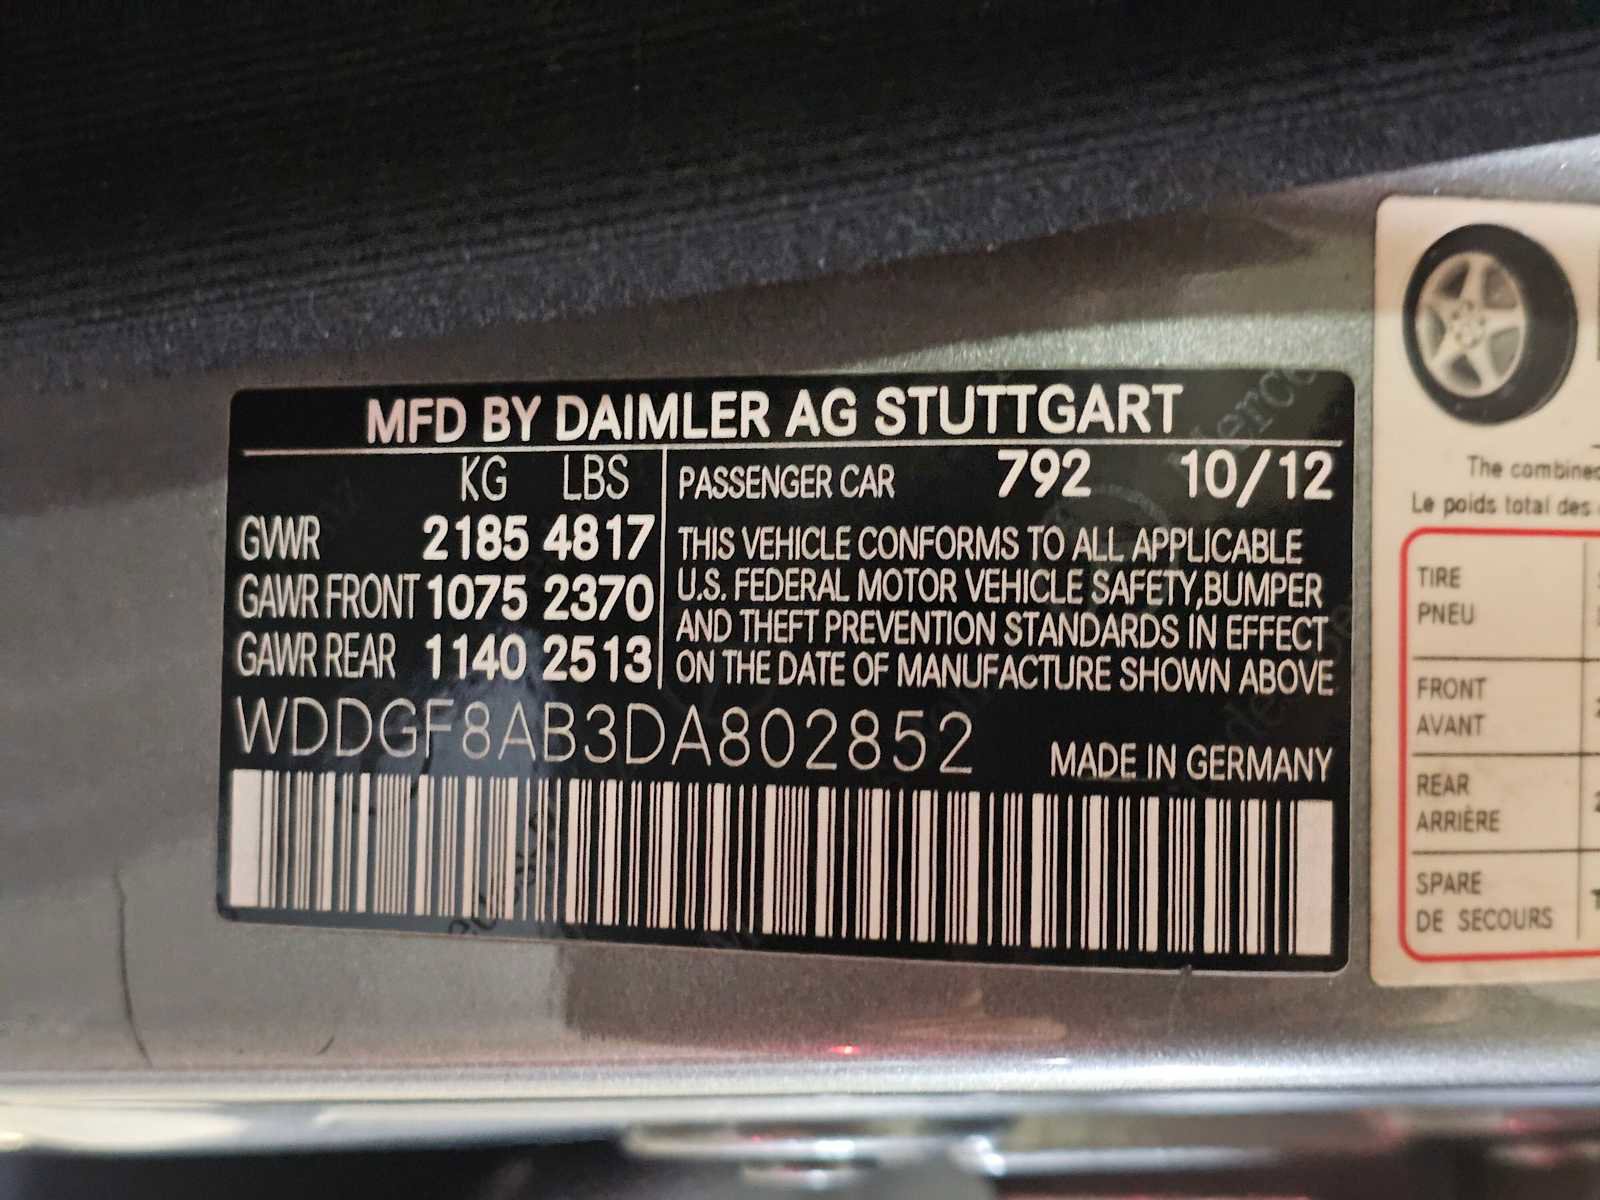 MFD BY DAIMLER AG STUTTGART
KG LBS
GVWR 2185 4817
GAWR FRONT 1075 2370
GAWR REAR 1140 2513
PASSENGER CAR 792 10/12
THIS VEHICLE CONFORMS TO ALL APPLICABLE
U.S. FEDERAL MOTOR VEHICLE SAFETY, BUMPER
AND THEFT PREVENTION STANDARDS IN EFFECT
ON THE DATE OF MANUFACTURE SHOWN ABOVE
WDDGF8AB3DA802852
MADE IN GERMANY
The combined
Le poids total des
TIRE
PNEU
FRONT
AVANT
REAR
ARRIÈRE
SPARE
DE SECOURS